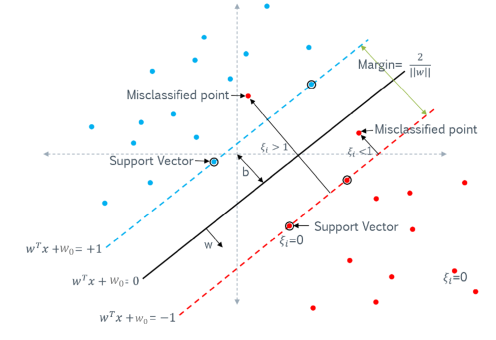 Margin= 2/||w||
Misclassified point
Misclassified point
ξᵢ > 1
ξᵢ <1
Support Vector
b
Support Vector
w
ξᵢ=0
wᵀx +w₀ = +1
wᵀx + w₀ = 0
ξᵢ=0
wᵀx +w₀ = −1